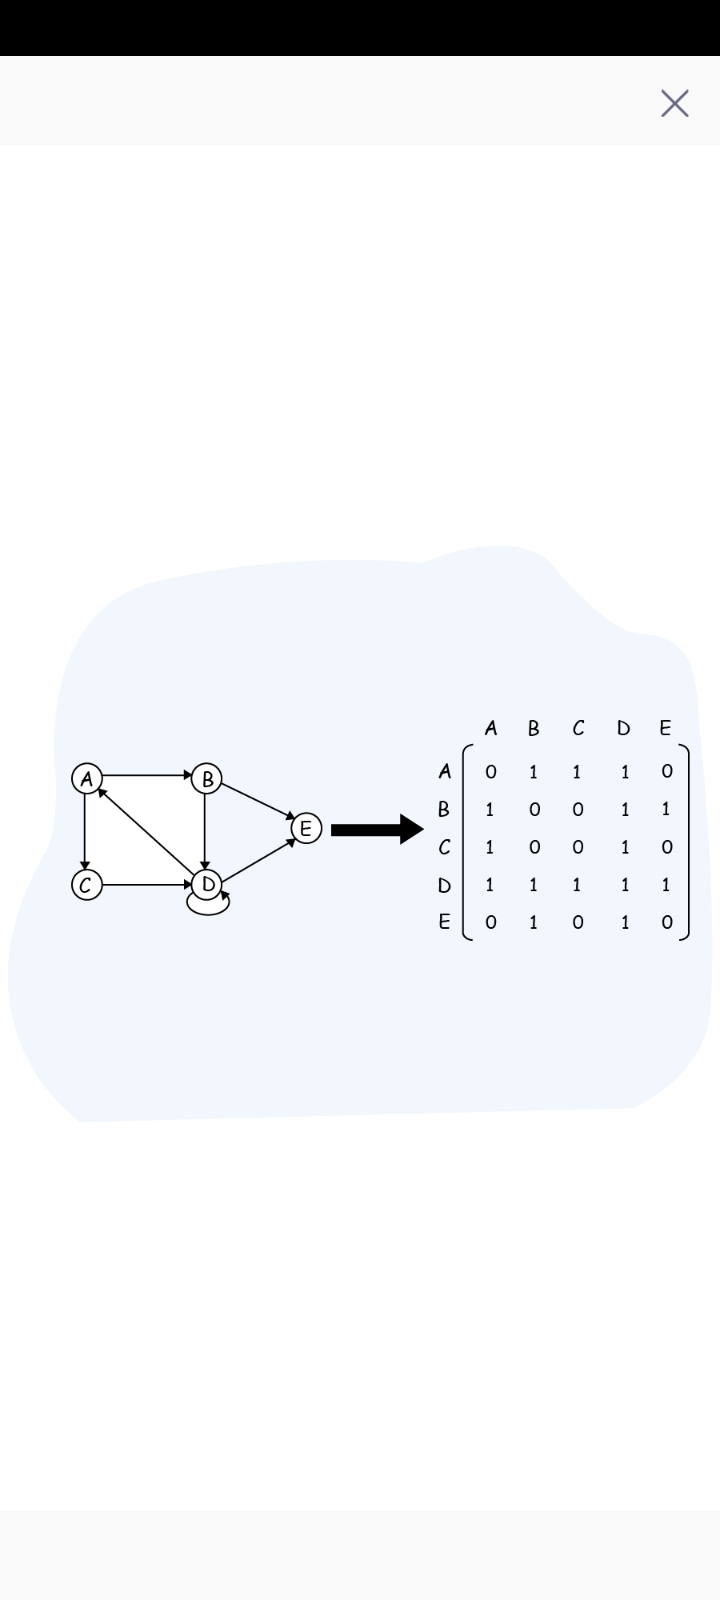 A B C D E
A B
A 0 1 1 1 0
B 1 0 0 1 1
E
C 1 0 0 1 0
C D
D 1 1 1 1 1
E 0 1 0 1 0